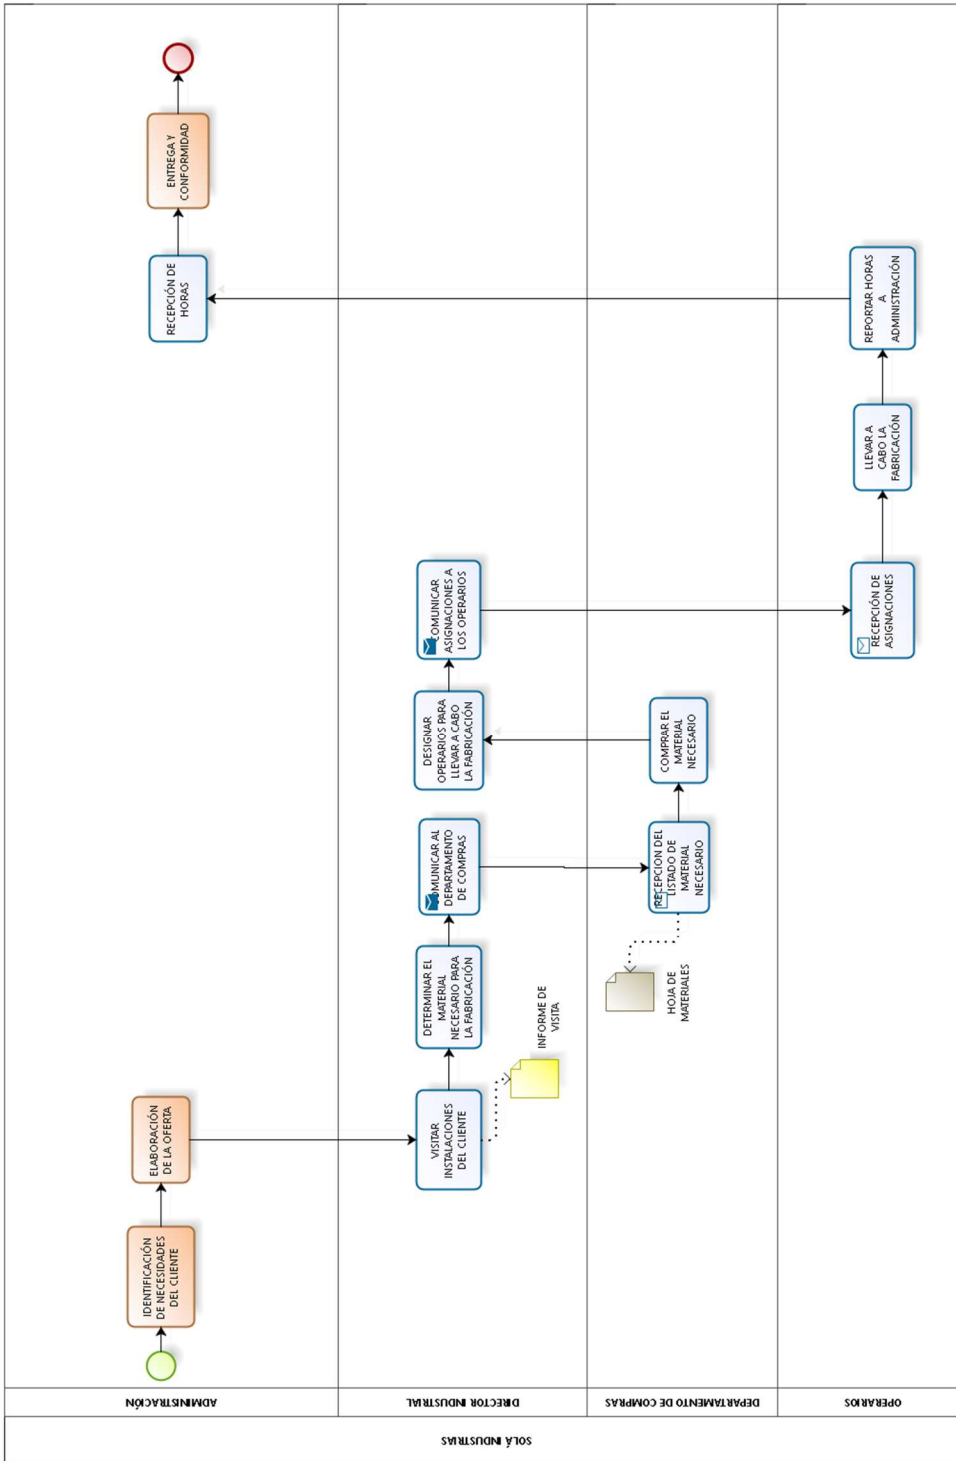 SOLÁ INDUSTRIAS
ADMINISTRACIÓN
IDENTIFICACIÓN
DE NECESIDADES
DEL CLIENTE
ELABORACIÓN
DE LA OFERTA
RECEPCIÓN DE
HORAS
ENTREGA Y
CONFORMIDAD
DIRECTOR INDUSTRIAL
VISITAR
INSTALACIONES
DEL CLIENTE
INFORME DE
VISITA
DETERMINAR EL
MATERIAL
NECESARIO PARA
LA FABRICACIÓN
COMUNICAR AL
DEPARTAMENTO
DE COMPRAS
DESIGNAR
OPERARIOS PARA
LLEVAR A CABO
LA FABRICACIÓN
COMUNICAR
ASIGNACIONES A
LOS OPERARIOS
DEPARTAMENTO DE COMPRAS
HOJA DE
MATERIALES
RECEPCION DEL
LISTADO DE
MATERIAL
NECESARIO
COMPRAR EL
MATERIAL
NECESARIO
OPERARIOS
RECEPCIÓN DE
ASIGNACIONES
LLEVAR A
CABO LA
FABRICACIÓN
REPORTAR HORAS
A
ADMINISTRACIÓN